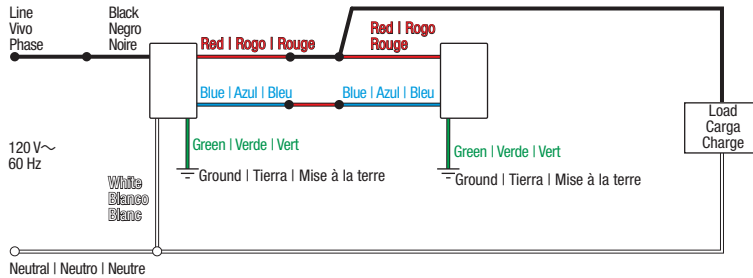 Line
Vivo
Phase
Black
Negro
Noire
Red | Rogo | Rouge
Red | Rogo
Rouge
Blue | Azul | Bleu
Blue | Azul | Bleu
Load
Carga
Charge
120 V~
60 Hz
Green | Verde | Vert
Green | Verde | Vert
Ground | Tierra | Mise à la terre
Ground | Tierra | Mise à la terre
White
Blanco
Blanc
Neutral | Neutro | Neutre